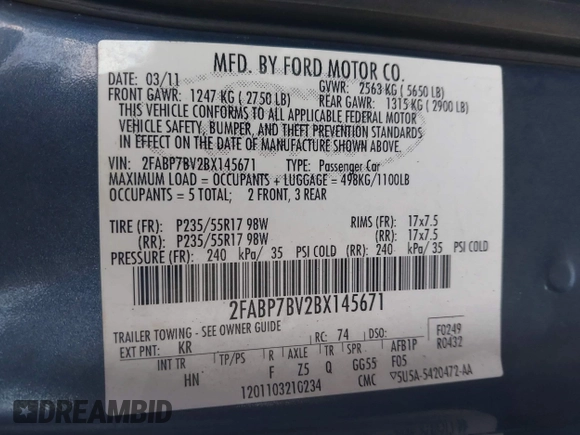 MFD. BY FORD MOTOR CO.
DATE: 03/11 GVWR: 2563 KG ( 5650 LB)
FRONT GAWR: 1247 KG ( 2750 LB) REAR GAWR: 1315 KG ( 2900 LB)
THIS VEHICLE CONFORMS TO ALL APPLICABLE FEDERAL MOTOR
VEHICLE SAFETY, BUMPER, AND THEFT PREVENTION STANDARDS
IN EFFECT ON THE DATE OF MANUFACTURE SHOWN ABOVE.
VIN: 2FABP7BV2BX145671 TYPE: Passenger Car
MAXIMUM LOAD = OCCUPANTS + LUGGAGE = 498KG/1100LB
OCCUPANTS = 5 TOTAL: 2 FRONT, 3 REAR
TIRE (FR): P235/55R17 98W RIMS (FR): 17x7.5
(RR): P235/55R17 98W (RR): 17x7.5
PRESSURE (FR): 240 kPa/ 35 PSI COLD (RR): 240 kPa/ 35 PSI COLD
2FABP7BV2BX145671
TRAILER TOWING - SEE OWNER GUIDE
EXT PNT: KR RC: 74 DSO: F0249
R0432
INT TR TP/PS R AXLE TR SPR AFB1P
HN F Z5 Q GG55 F05
1201103210234 CMC ▽SU5A-5420472-AA
DREAMBID